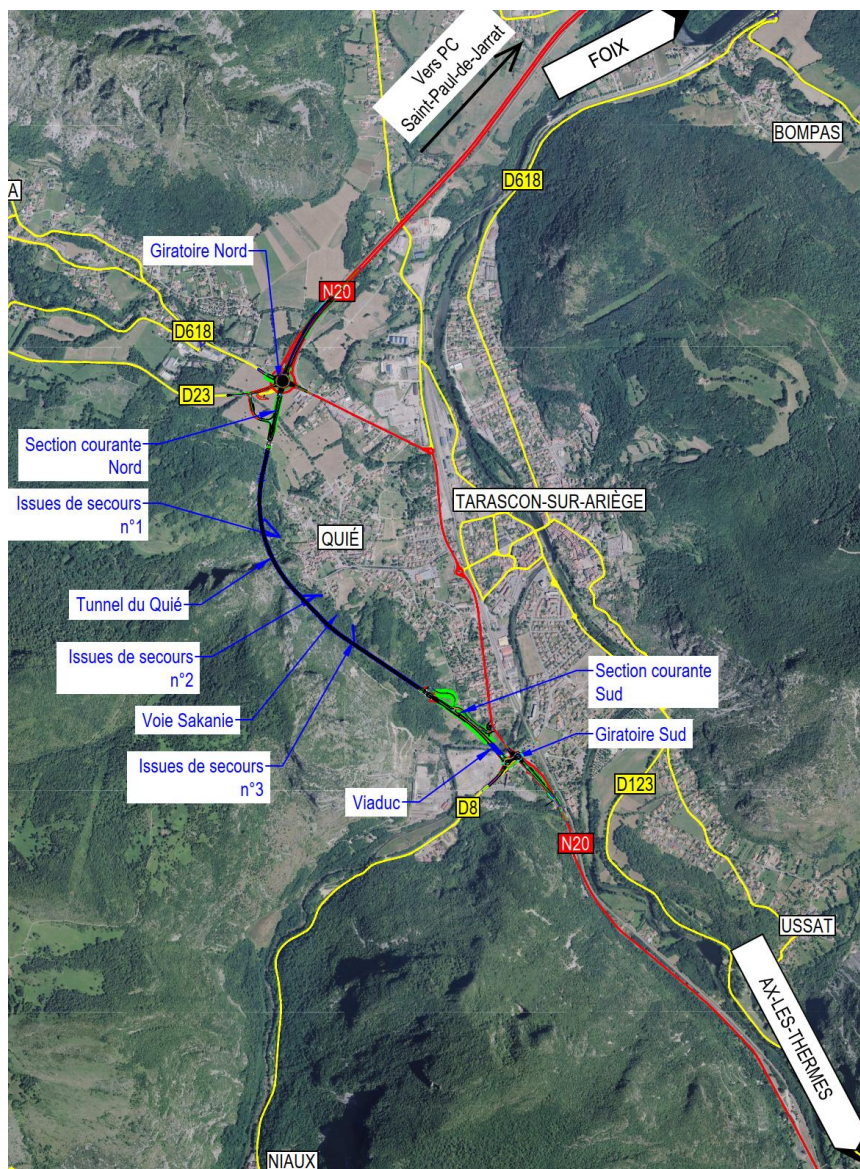 Vers PC
Saint-Paul-de-Jarrat
FOIX
BOMPAS
D618
A
Giratoire Nord
N20
D618
D23
Section courante
Nord
TARASCON-SUR-ARIÈGE
Issues de secours
n°1
QUIÉ
Tunnel du Quié
Issues de secours
n°2
Section courante
Sud
Voie Sakanie
Giratoire Sud
Issues de secours
n°3
Viaduc
D123
D8
N20
USSAT
AX-LES-THERMES
NIAUX